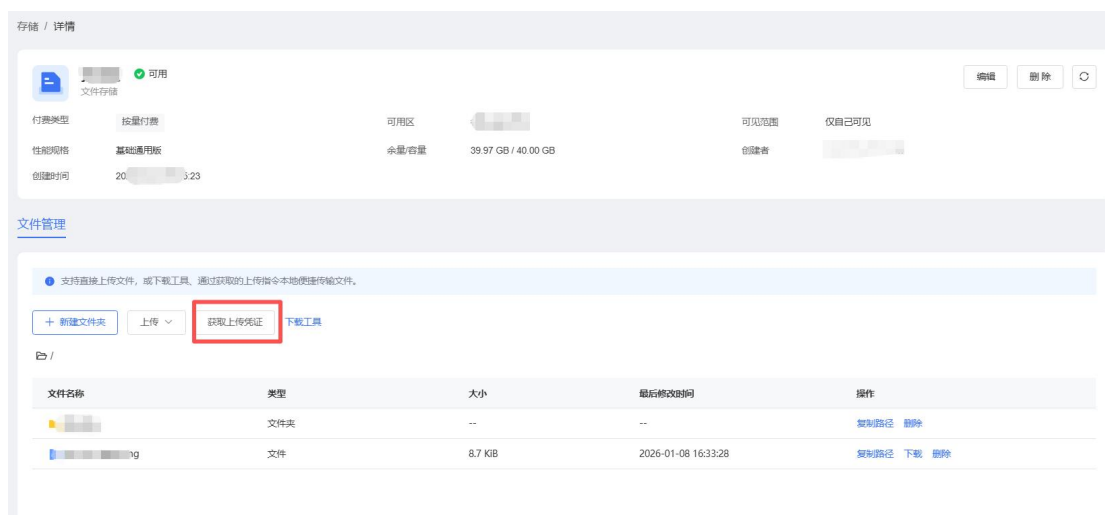 存储 / 详情
可用
文件存储
编辑 删除
付费类型 按量付费 可用区 可见范围 仅自己可见
性能规格 基础通用版 余量/容量 39.97 GB / 40.00 GB 创建者
创建时间 20 5:23
文件管理
支持直接上传文件，或下载工具、通过获取的上传指令本地便捷传输文件。
+ 新建文件夹 上传 获取上传凭证 下载工具
/
文件名称 类型 大小 最后修改时间 操作
文件夹 -- -- 复制路径 删除
ng 文件 8.7 KiB 2026-01-08 16:33:28 复制路径 下载 删除